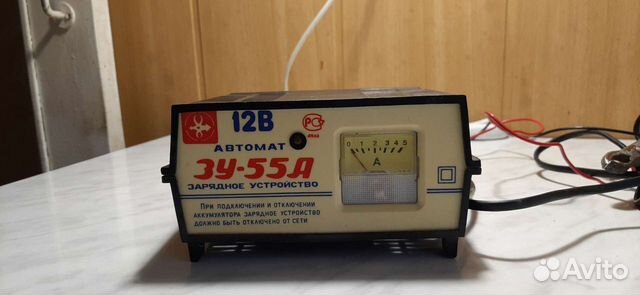 12В
АВТОМАТ
ЗУ-55А
ЗАРЯДНОЕ УСТРОЙСТВО
ПРИ ПОДКЛЮЧЕНИИ И ОТКЛЮЧЕНИИ
АККУМУЛЯТОРА ЗАРЯДНОЕ УСТРОЙСТВО
ДОЛЖНО БЫТЬ ОТКЛЮЧЕНО ОТ СЕТИ
РС
0 1 2 3 4 5
A
Avito